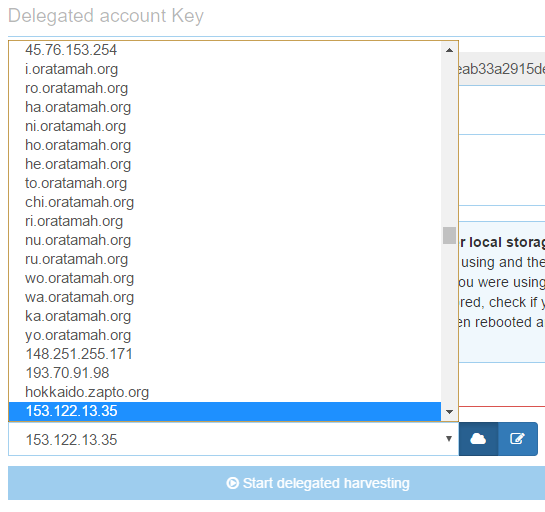 Delegated account Key
45.76.153.254
i.oratamah.org
eab33a2915de
ro.oratamah.org
ha.oratamah.org
ni.oratamah.org
ho.oratamah.org
he.oratamah.org
to.oratamah.org
chi.oratamah.org
ri.oratamah.org
nu.oratamah.org
r local storag
ru.oratamah.org
using and the
wo.oratamah.org
ou were using
wa.oratamah.org
red, check if y
ka.oratamah.org
en rebooted a
yo.oratamah.org
148.251.255.171
193.70.91.98
hokkaido.zapto.org
153.122.13.35
153.122.13.35
Start delegated harvesting